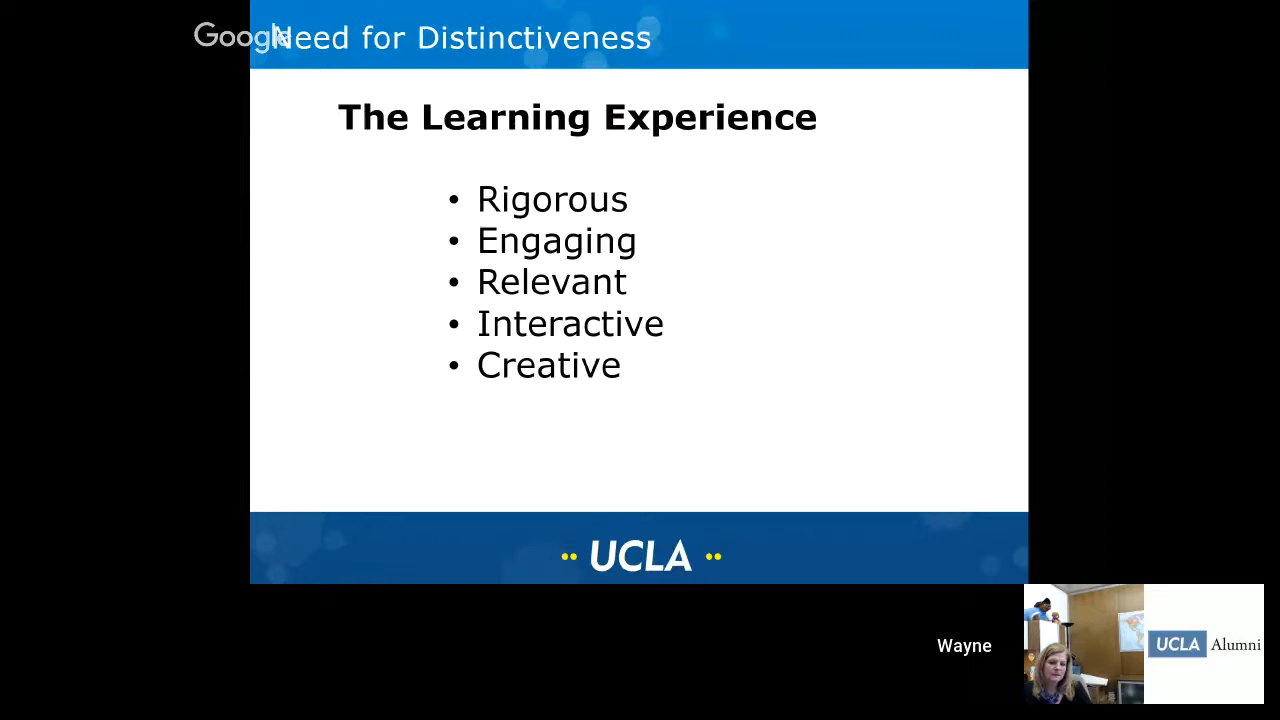 Google
Need for Distinctiveness
The Learning Experience
• Rigorous
• Engaging
• Relevant
• Interactive
• Creative
UCLA
Wayne
UCLA Alumni